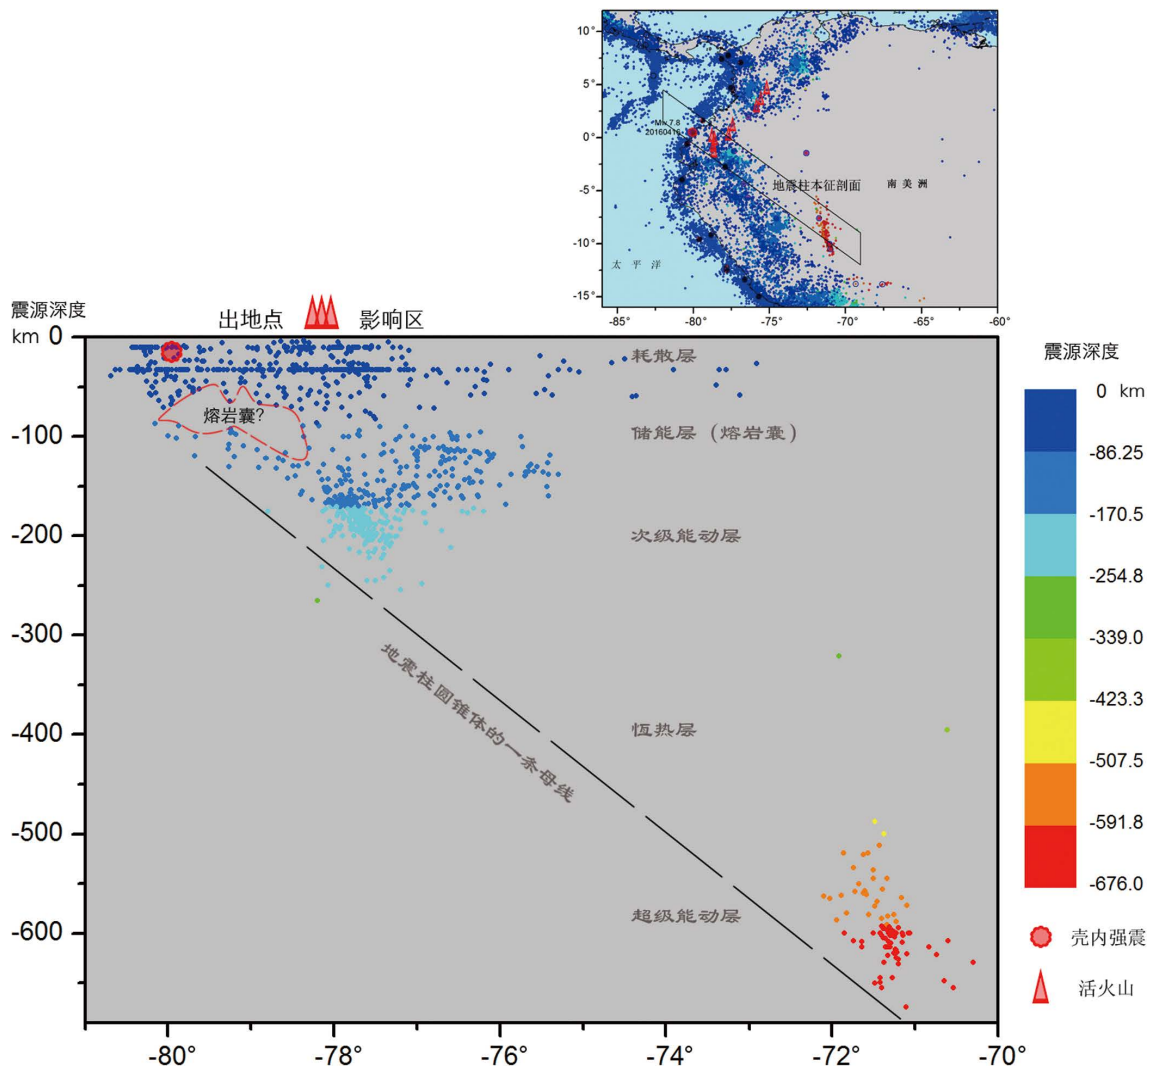 10°
5°
0°
-5°
-10°
-15°
Mw 7.8
20160416
地震柱本征剖面
南美洲
太平洋
-85°
-80°
-75°
-70°
-65°
-60°
震源深度
km
出地点
影响区
0
-100
-200
-300
-400
-500
-600
耗散层
熔岩囊?
储能层（熔岩囊）
次级能动层
地震柱圆锥体的一条母线
恆热层
超级能动层
-80°
-78°
-76°
-74°
-72°
-70°
震源深度
0 km
-86.25
-170.5
-254.8
-339.0
-423.3
-507.5
-591.8
-676.0
壳内强震
活火山